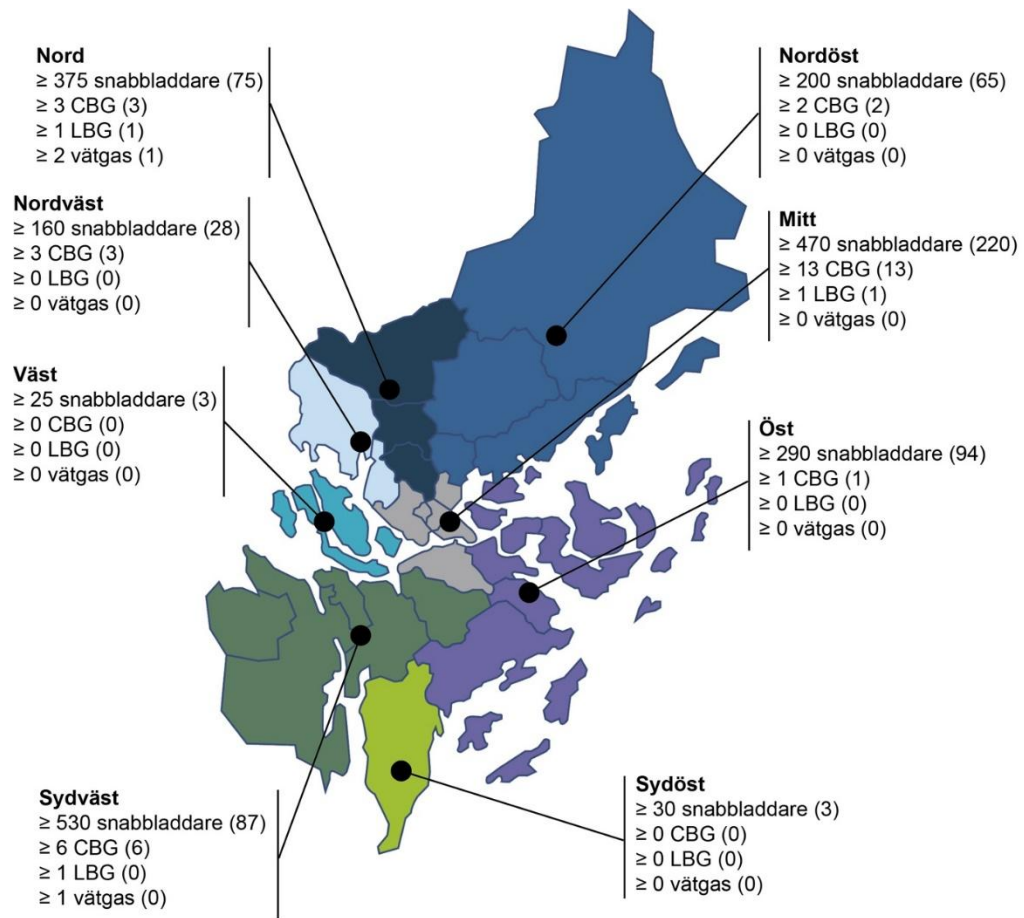 Nord
≥ 375 snabbladdare (75)
≥ 3 CBG (3)
≥ 1 LBG (1)
≥ 2 vätgas (1)
Nordöst
≥ 200 snabbladdare (65)
≥ 2 CBG (2)
≥ 0 LBG (0)
≥ 0 vätgas (0)
Nordväst
≥ 160 snabbladdare (28)
≥ 3 CBG (3)
≥ 0 LBG (0)
≥ 0 vätgas (0)
Mitt
≥ 470 snabbladdare (220)
≥ 13 CBG (13)
≥ 1 LBG (1)
≥ 0 vätgas (0)
Väst
≥ 25 snabbladdare (3)
≥ 0 CBG (0)
≥ 0 LBG (0)
≥ 0 vätgas (0)
Öst
≥ 290 snabbladdare (94)
≥ 1 CBG (1)
≥ 0 LBG (0)
≥ 0 vätgas (0)
Sydväst
≥ 530 snabbladdare (87)
≥ 6 CBG (6)
≥ 1 LBG (0)
≥ 1 vätgas (0)
Sydöst
≥ 30 snabbladdare (3)
≥ 0 CBG (0)
≥ 0 LBG (0)
≥ 0 vätgas (0)